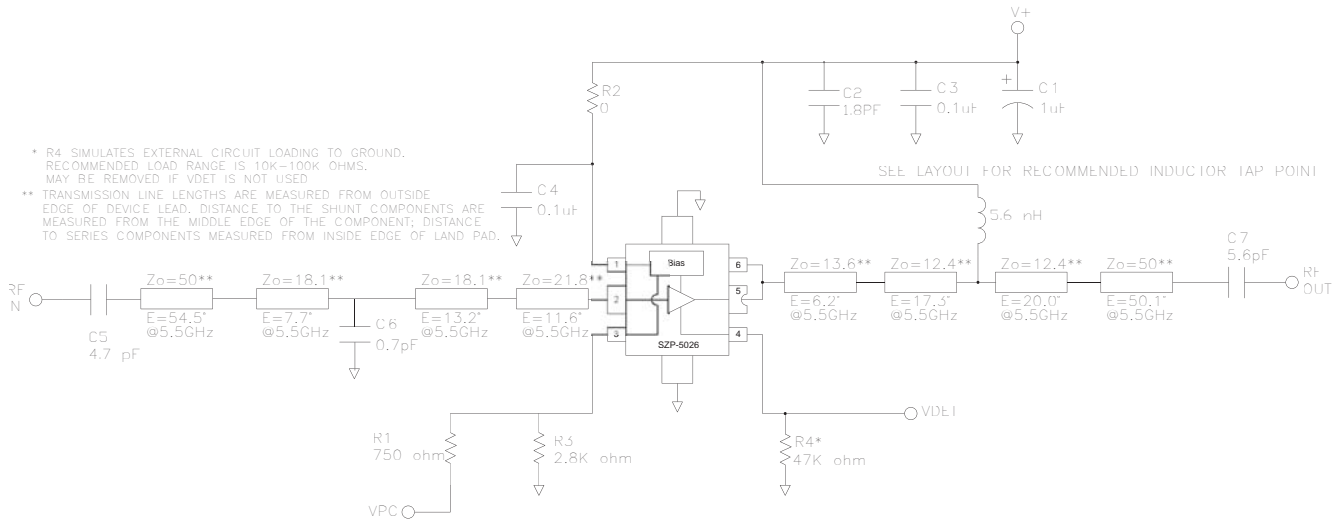 V+
R2
0
C2
1.8PF
C3
0.1uF
+
C1
1uF
* R4 SIMULATES EXTERNAL CIRCUIT LOADING TO GROUND.
RECOMMENDED LOAD RANGE IS 10K-100K OHMS.
MAY BE REMOVED IF VDET IS NOT USED
** TRANSMISSION LINE LENGTHS ARE MEASURED FROM OUTSIDE
EDGE OF DEVICE LEAD. DISTANCE TO THE SHUNT COMPONENTS ARE
MEASURED FROM THE MIDDLE EDGE OF THE COMPONENT; DISTANCE
TO SERIES COMPONENTS MEASURED FROM INSIDE EDGE OF LAND PAD.
SEE LAYOUT FOR RECOMMENDED INDUCTOR TAP POINT
C4
0.1uF
5.6 nH
C7
5.6pF
RF
IN
C5
4.7 pF
Zo=50**
E=54.5°
@5.5GHz
Zo=18.1**
E=7.7°
@5.5GHz
C6
0.7pF
Zo=18.1**
E=13.2°
@5.5GHz
Zo=21.8**
E=11.6°
@5.5GHz
1
2
3
Bias
SZP-5026
6
5
4
Zo=13.6**
E=6.2°
@5.5GHz
Zo=12.4**
E=17.3°
@5.5GHz
Zo=12.4**
E=20.0°
@5.5GHz
Zo=50**
E=50.1°
@5.5GHz
RF
OUT
VDET
R1
750 ohm
R3
2.8K ohm
R4*
47K ohm
VPC